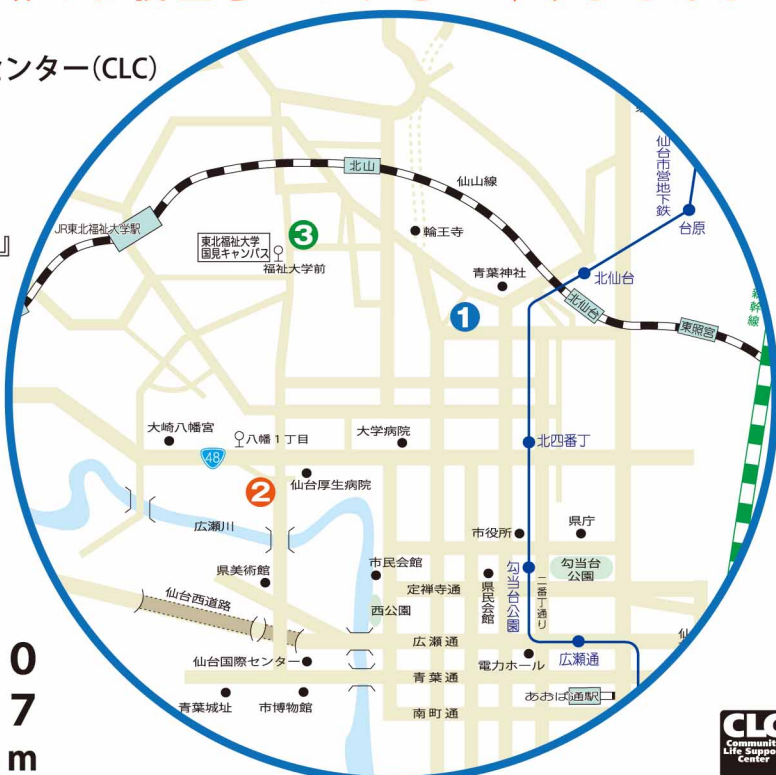 ンター(CLC)
』
北山
仙山線
仙台市営地下鉄
台原
JR東北福祉大学駅
東北福祉大学
国見キャンパス
3
福祉大学前
輪王寺
青葉神社
北仙台
北仙台
1
東照宮
新幹線
大崎八幡宮
八幡1丁目
大学病院
北四番丁
48
2
仙台厚生病院
広瀬川
市役所
県庁
県美術館
市民会館
勾当台
公園
仙台西道路
定禅寺通
県民会館
勾当台公園
二番丁通り
西公園
広瀬通
仙台国際センター
電力ホール
広瀬通
青葉通
青葉城址
市博物館
あおば通駅
南町通
0
7
m
CLC
Community
Life Support
Center